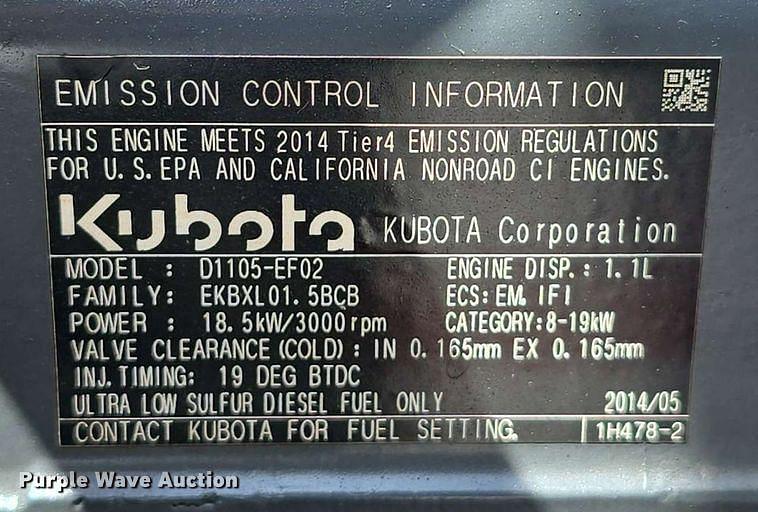 EMISSION CONTROL INFORMATION
THIS ENGINE MEETS 2014 Tier4 EMISSION REGULATIONS
FOR U.S.EPA AND CALIFORNIA NONROAD CI ENGINES.
Kubota KUBOTA Corporation
MODEL : D1105-EF02 ENGINE DISP.: 1.1L
FAMILY: EKBXL01.5BCB ECS:EM.IFI
POWER : 18.5kW/3000rpm CATEGORY:8-19kW
VALVE CLEARANCE(COLD): IN 0.165mm EX 0.165mm
INJ.TIMING: 19 DEG BTDC
ULTRA LOW SULFUR DIESEL FUEL ONLY 2014/05
CONTACT KUBOTA FOR FUEL SETTING. 1H478-2
Purple Wave Auction